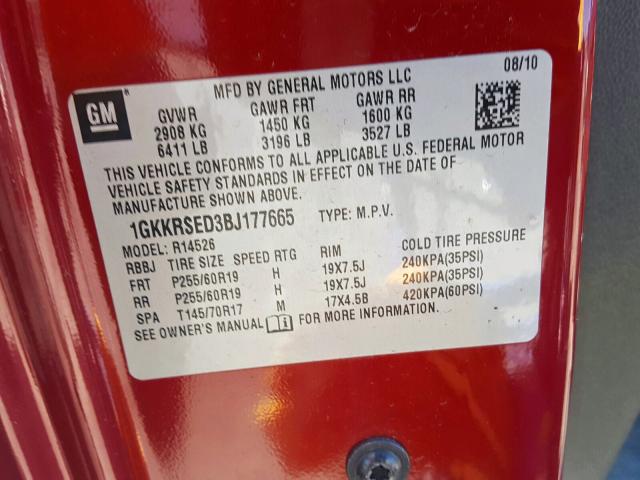 MFD BY GENERAL MOTORS LLC 08/10
GM
GVWR GAWR FRT GAWR RR
2908 KG 1450 KG 1600 KG
6411 LB 3196 LB 3527 LB
THIS VEHICLE CONFORMS TO ALL APPLICABLE U.S. FEDERAL MOTOR
VEHICLE SAFETY STANDARDS IN EFFECT ON THE DATE OF
MANUFACTURE SHOWN ABOVE.
1GKKRSED3BJ177665 TYPE: M.P.V.
MODEL: R14526
RBBJ TIRE SIZE SPEED RTG RIM COLD TIRE PRESSURE
FRT P255/60R19 H 19X7.5J 240KPA(35PSI)
RR P255/60R19 H 19X7.5J 240KPA(35PSI)
SPA T145/70R17 M 17X4.5B 420KPA(60PSI)
SEE OWNER'S MANUAL FOR MORE INFORMATION.